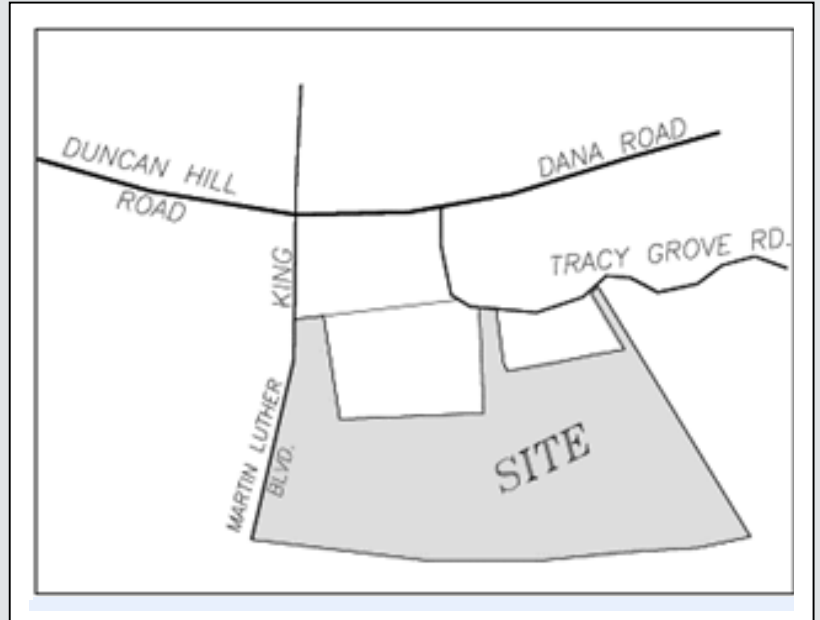 DUNCAN HILL
ROAD
DANA ROAD
TRACY GROVE RD.
KING
MARTIN LUTHER
BLVD.
SITE